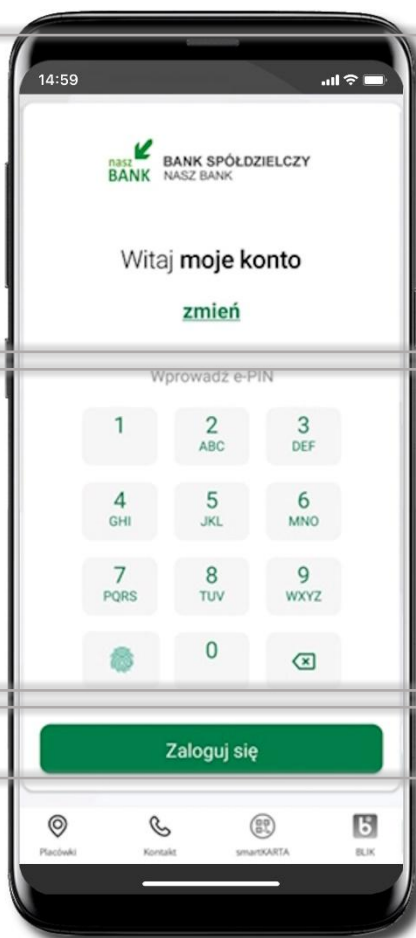 14:59
nasz
BANK
BANK SPÓŁDZIELCZY
NASZ BANK
Witaj moje konto
zmień
Wprowadź e-PIN
1
2
3
ABC
DEF
4
5
6
GHI
JKL
MNO
7
8
9
PQRS
TUV
WXYZ
0
Zaloguj się
Placówki
Kontakt
smartKARTA
BLIK